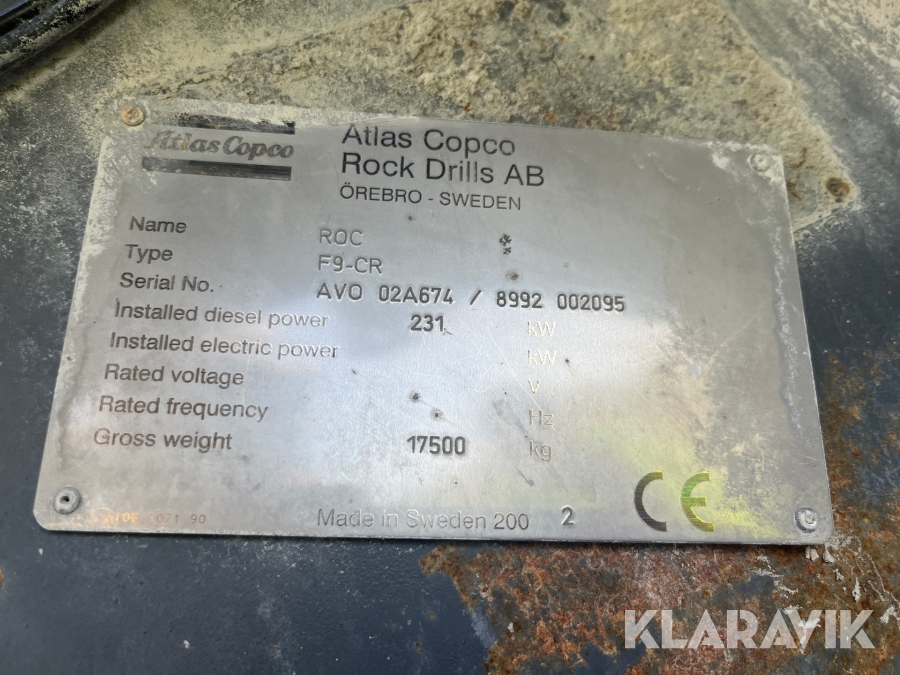 Atlas Copco
Atlas Copco
Rock Drills AB
ÖREBRO - SWEDEN
Name ROC
Type F9-CR
Serial No. AVO 02A674 / 8992 002095
Installed diesel power 231 kW
Installed electric power kW
Rated voltage V
Rated frequency Hz
Gross weight 17500 kg
90
Made in Sweden 200 2
CE
KLARAVIK